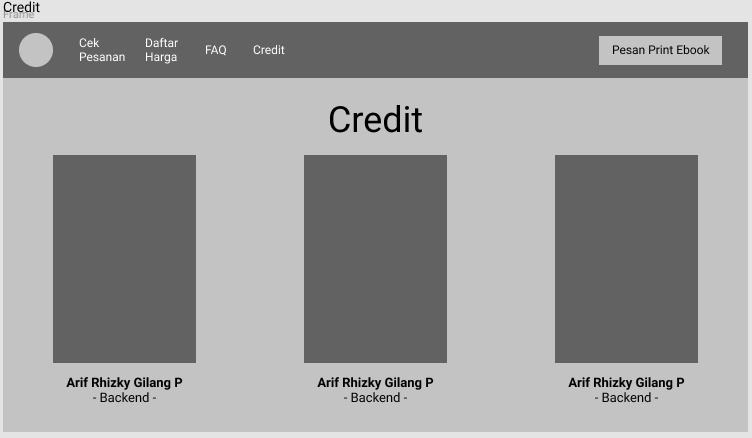 Credit
Frame
Cek
Pesanan
Daftar
Harga
FAQ
Credit
Pesan Print Ebook
Credit
Arif Rhizky Gilang P
- Backend -
Arif Rhizky Gilang P
- Backend -
Arif Rhizky Gilang P
- Backend -